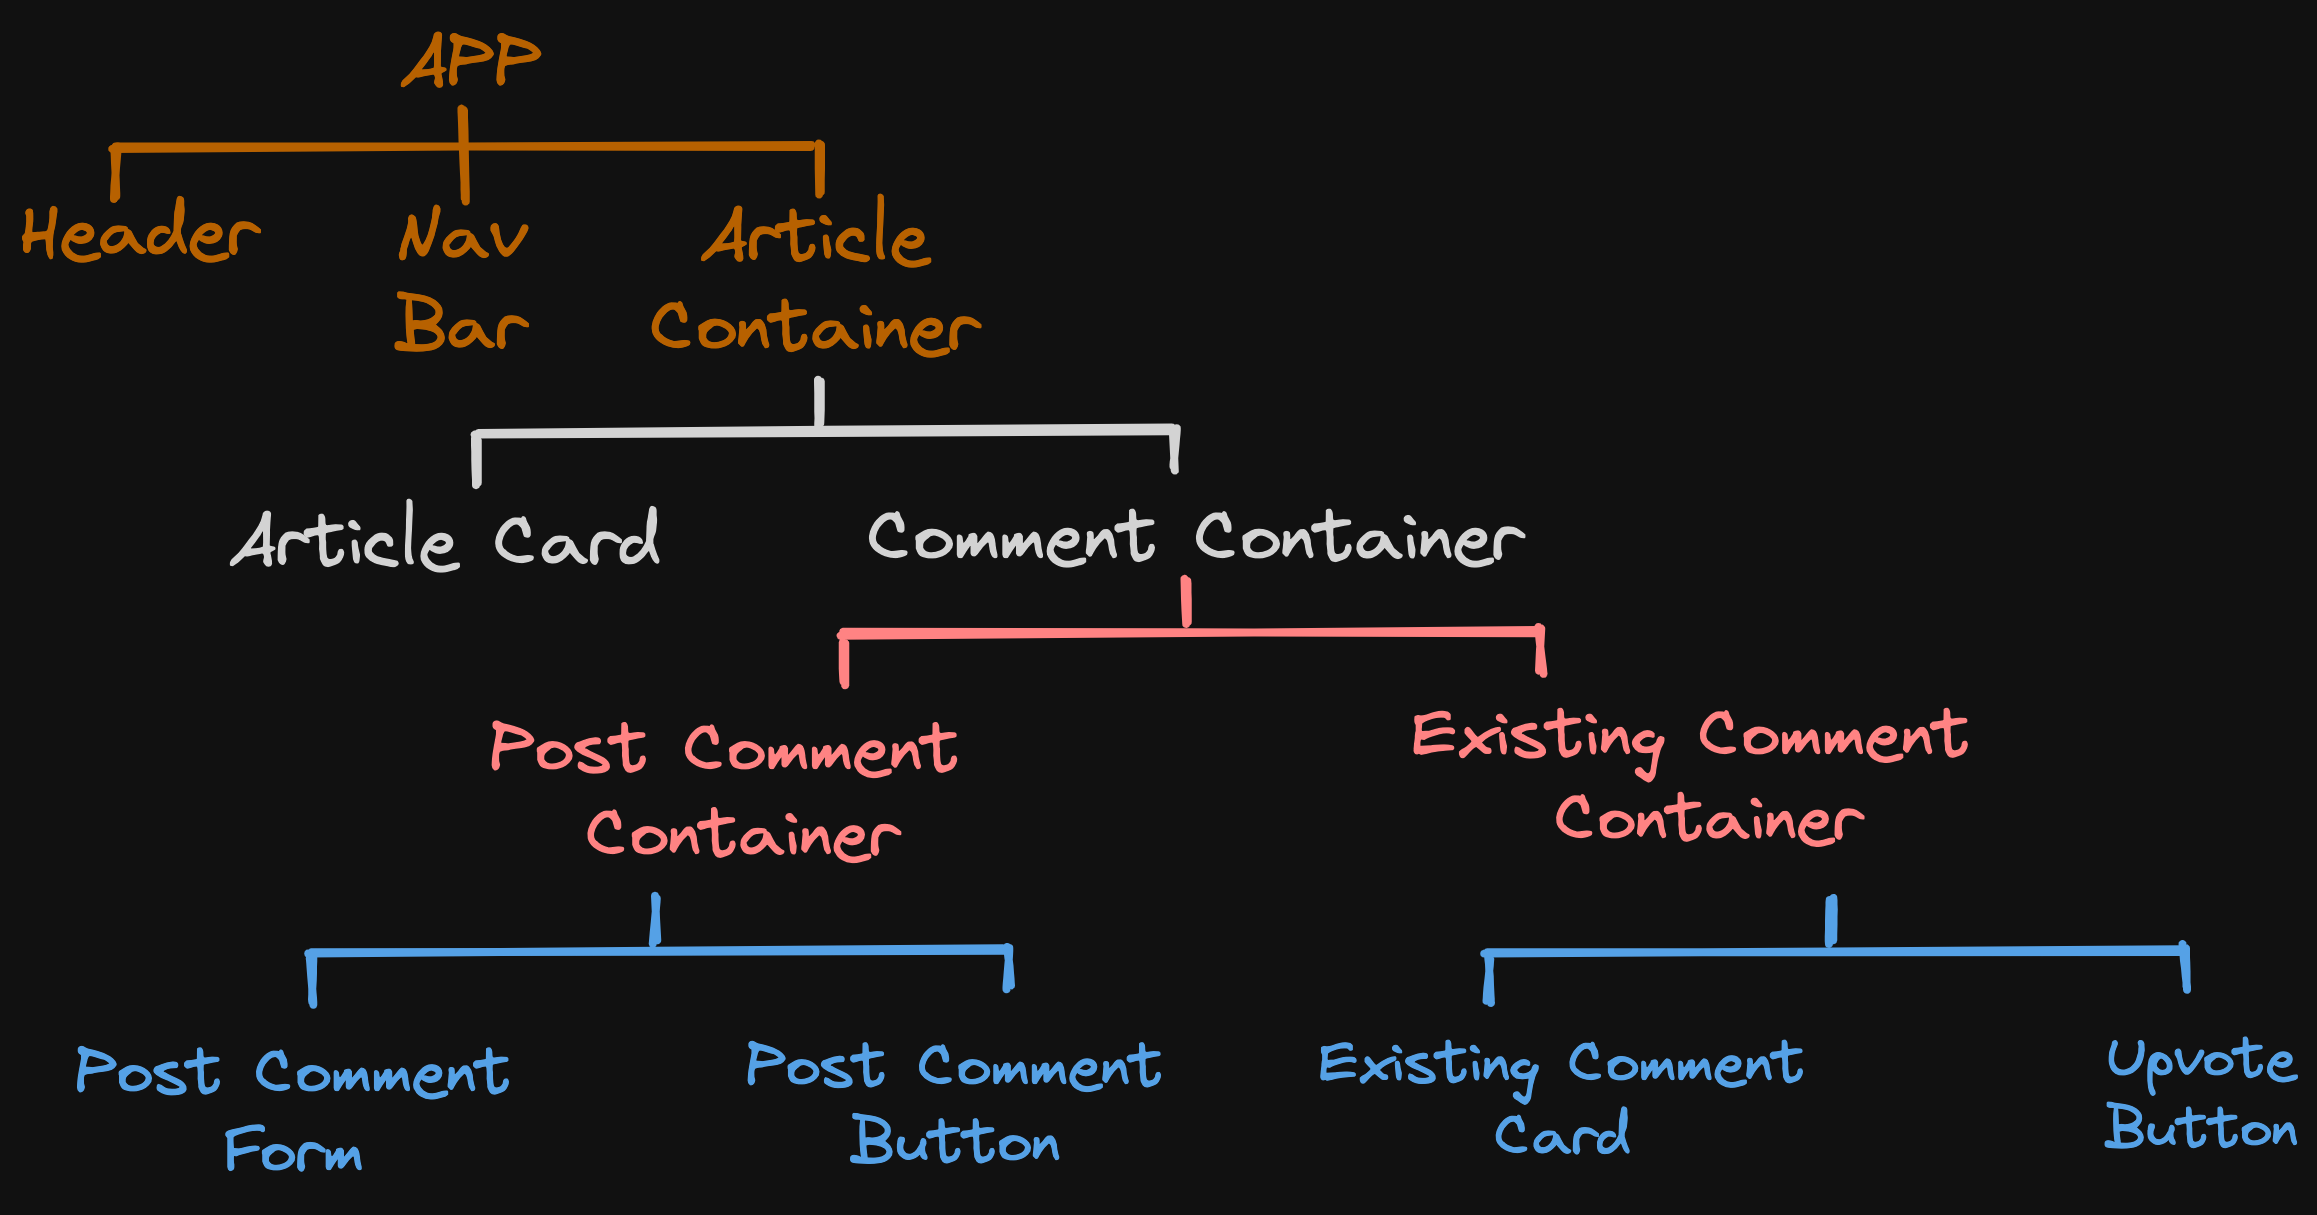 APP
Header
Nav
Bar
Article
Container
Article Card
Comment Container
Post Comment
Container
Existing Comment
Container
Post Comment
Form
Post Comment
Button
Existing Comment
Card
Upvote
Button